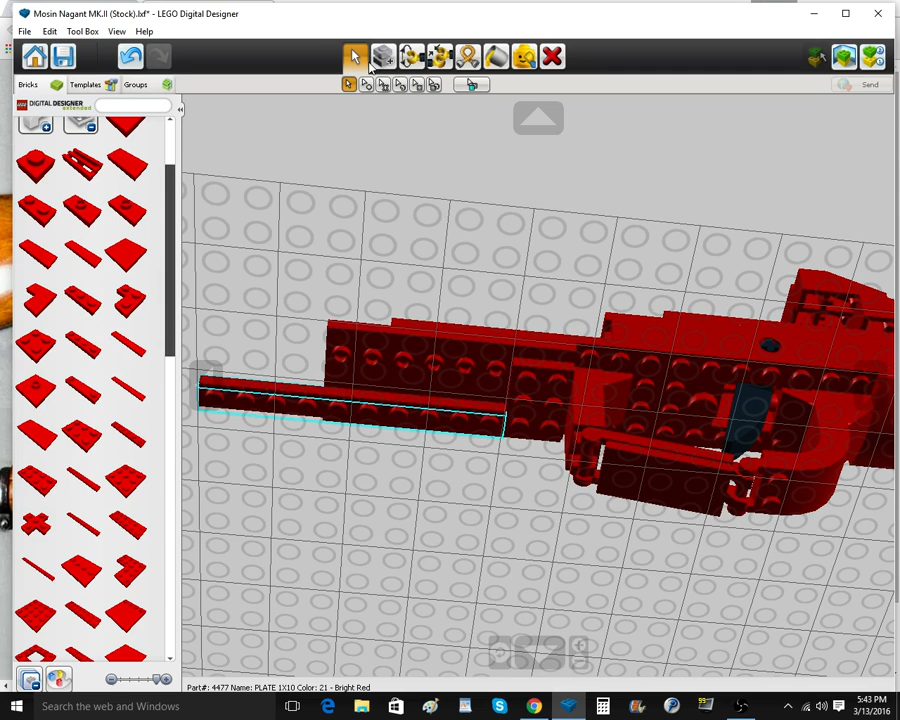 Mosin Nagant MK.II (Stock).lxf* - LEGO Digital Designer
File Edit Tool Box View Help
Bricks Templates Groups
Send
LEGO DIGITAL DESIGNER
extended
Part#: 4477 Name: PLATE 1X10 Color: 21 - Bright Red
Search the web and Windows
99+
5:43 PM
3/13/2016